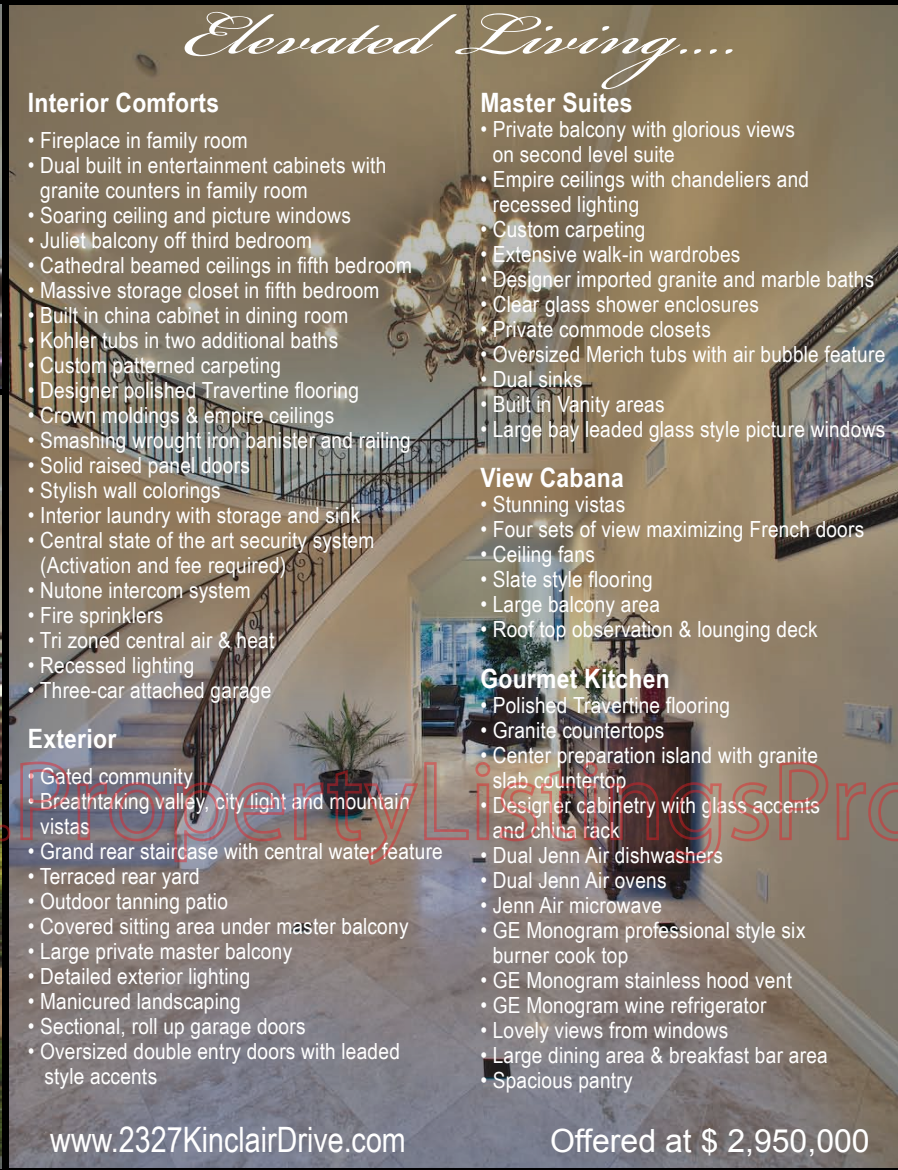 Elevated Living....
Interior Comforts
• Fireplace in family room
• Dual built in entertainment cabinets with
granite counters in family room
• Soaring ceiling and picture windows
• Juliet balcony off third bedroom
• Cathedral beamed ceilings in fifth bedroom
• Massive storage closet in fifth bedroom
• Built in china cabinet in dining room
• Kohler tubs in two additional baths
• Custom patterned carpeting
• Designer polished Travertine flooring
• Crown moldings & empire ceilings
• Smashing wrought iron banister and railing
• Solid raised panel doors
• Stylish wall colorings
• Interior laundry with storage and sink
• Central state of the art security system
(Activation and fee required)
• Nutone intercom system
• Fire sprinklers
• Tri zoned central air & heat
• Recessed lighting
• Three-car attached garage
Exterior
• Gated community
• Breathtaking valley, city light and mountain
vistas
• Grand rear staircase with central water feature
• Terraced rear yard
• Outdoor tanning patio
• Covered sitting area under master balcony
• Large private master balcony
• Detailed exterior lighting
• Manicured landscaping
• Sectional, roll up garage doors
• Oversized double entry doors with leaded
style accents
Master Suites
• Private balcony with glorious views
on second level suite
• Empire ceilings with chandeliers and
recessed lighting
• Custom carpeting
• Extensive walk-in wardrobes
• Designer imported granite and marble baths
• Clear glass shower enclosures
• Private commode closets
• Oversized Merich tubs with air bubble feature
• Dual sinks
• Built in Vanity areas
• Large bay leaded glass style picture windows
View Cabana
• Stunning vistas
• Four sets of view maximizing French doors
• Ceiling fans
• Slate style flooring
• Large balcony area
• Roof top observation & lounging deck
Gourmet Kitchen
• Polished Travertine flooring
• Granite countertops
• Center preparation island with granite
slab countertop
• Designer cabinetry with glass accents
and china rack
• Dual Jenn Air dishwashers
• Dual Jenn Air ovens
• Jenn Air microwave
• GE Monogram professional style six
burner cook top
• GE Monogram stainless hood vent
• GE Monogram wine refrigerator
• Lovely views from windows
• Large dining area & breakfast bar area
• Spacious pantry
.PropertyListingsPro
www.2327KinclairDrive.com
Offered at $ 2,950,000